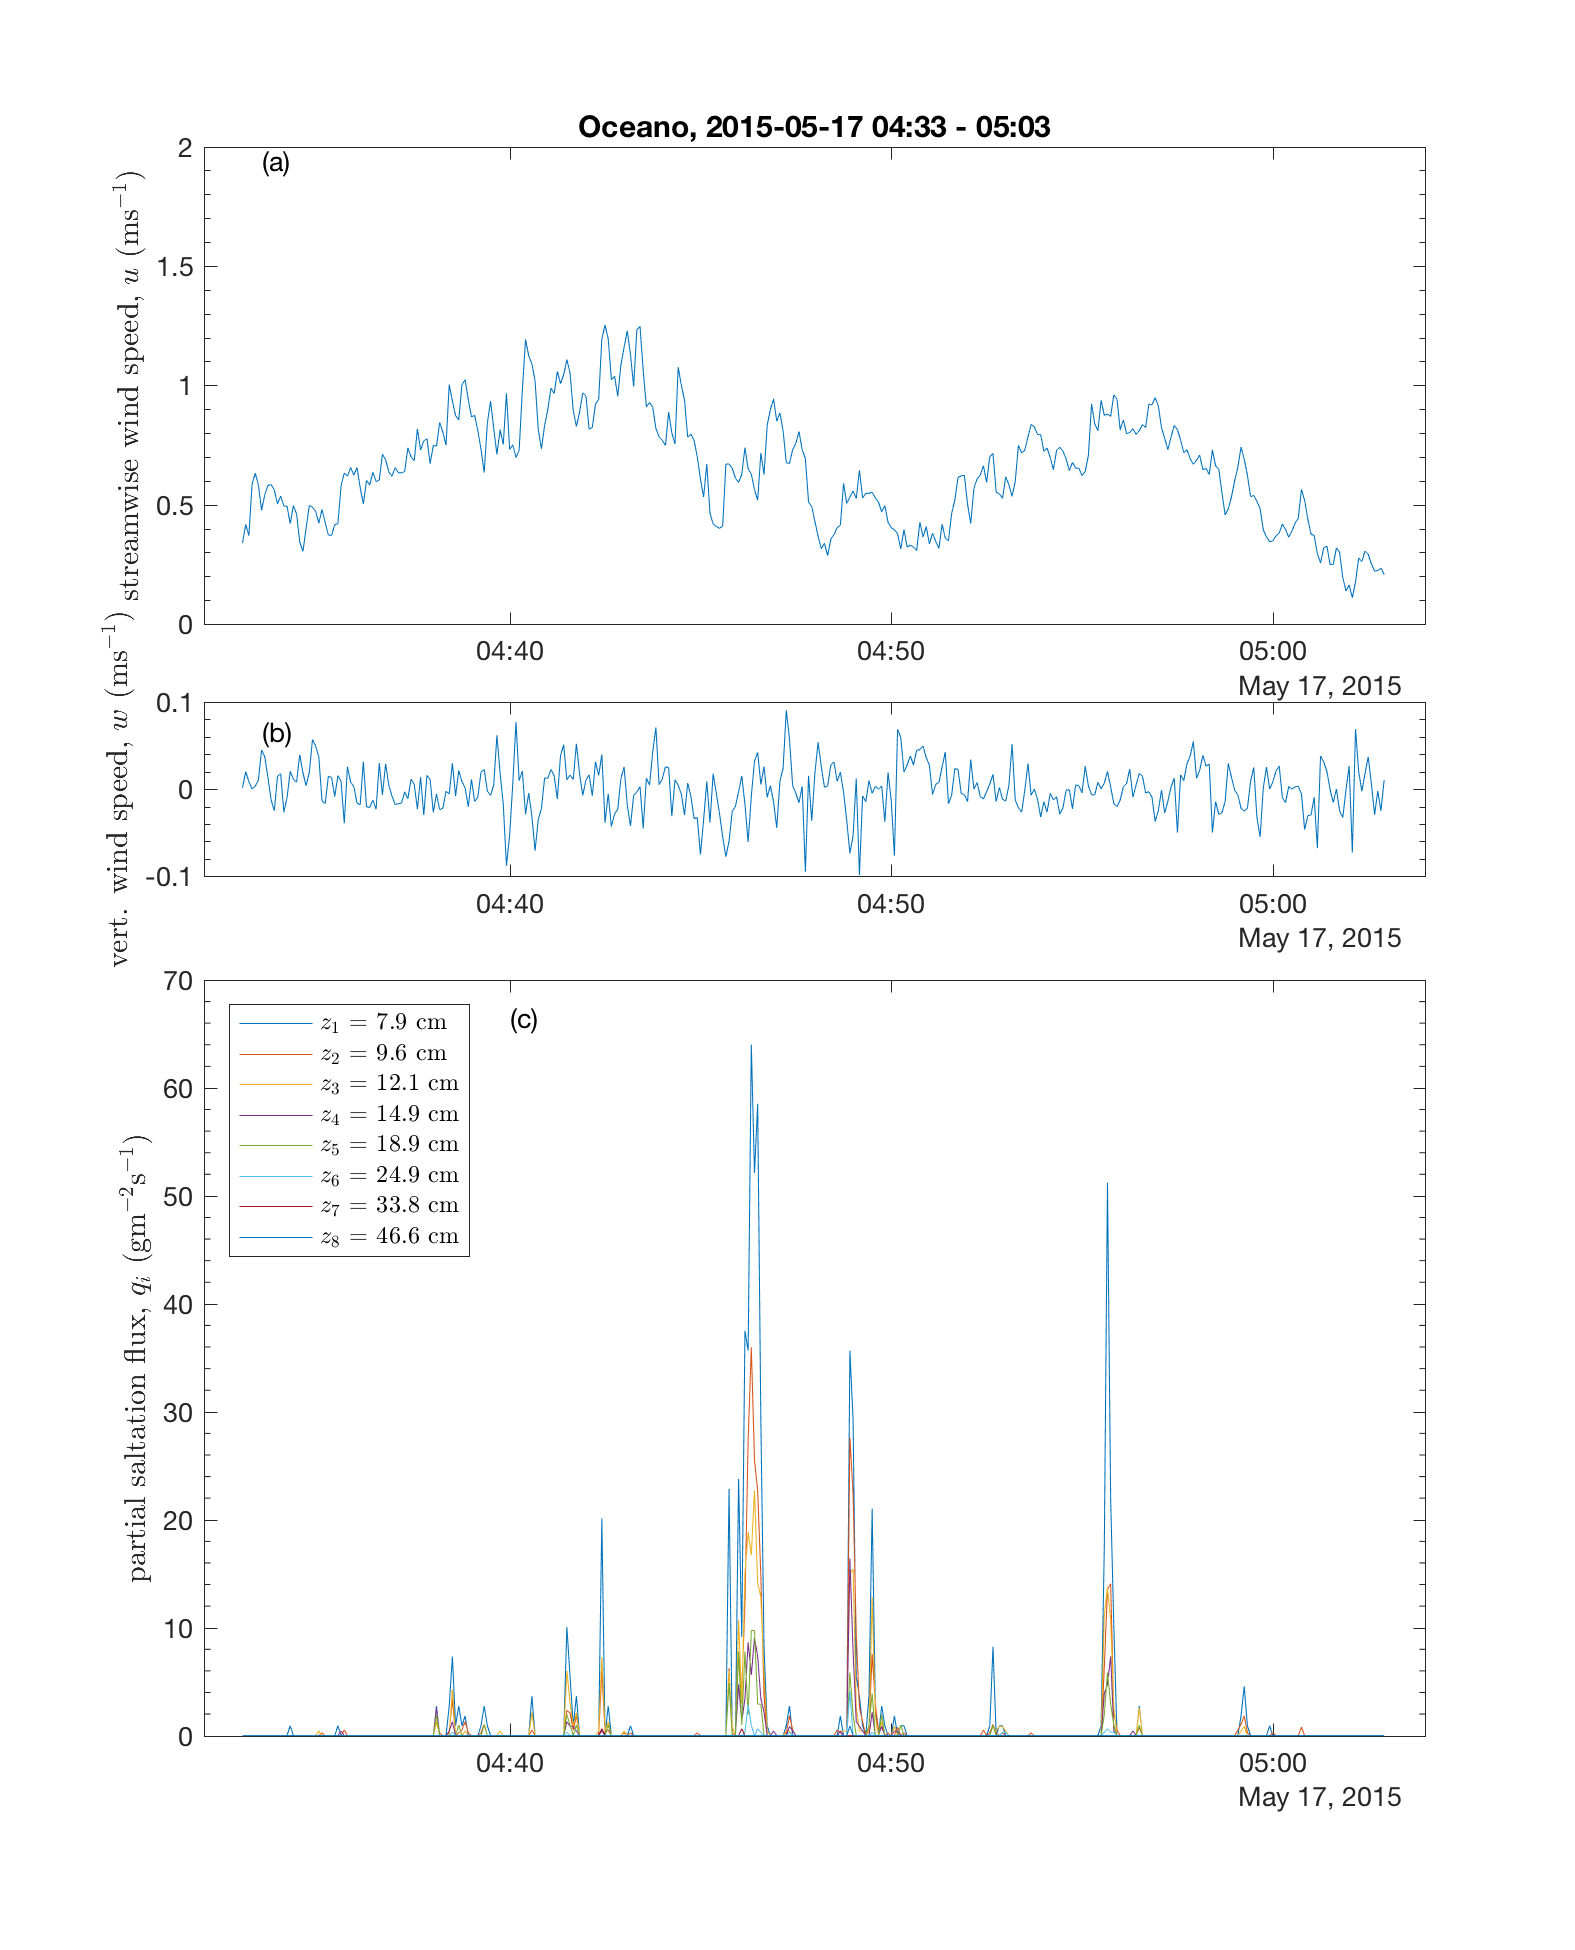 Oceano, 2015-05-17 04:33 - 05:03
(a)
streamwise wind speed, u (ms⁻¹)
2
1.5
1
0.5
0
04:40 04:50 05:00
May 17, 2015
(b)
vert. wind speed, w (ms⁻¹)
0.1
0
-0.1
04:40 04:50 05:00
May 17, 2015
(c)
partial saltation flux, qᵢ (gm⁻²s⁻¹)
70
60
50
40
30
20
10
0
z₁ = 7.9 cm
z₂ = 9.6 cm
z₃ = 12.1 cm
z₄ = 14.9 cm
z₅ = 18.9 cm
z₆ = 24.9 cm
z₇ = 33.8 cm
z₈ = 46.6 cm
04:40 04:50 05:00
May 17, 2015